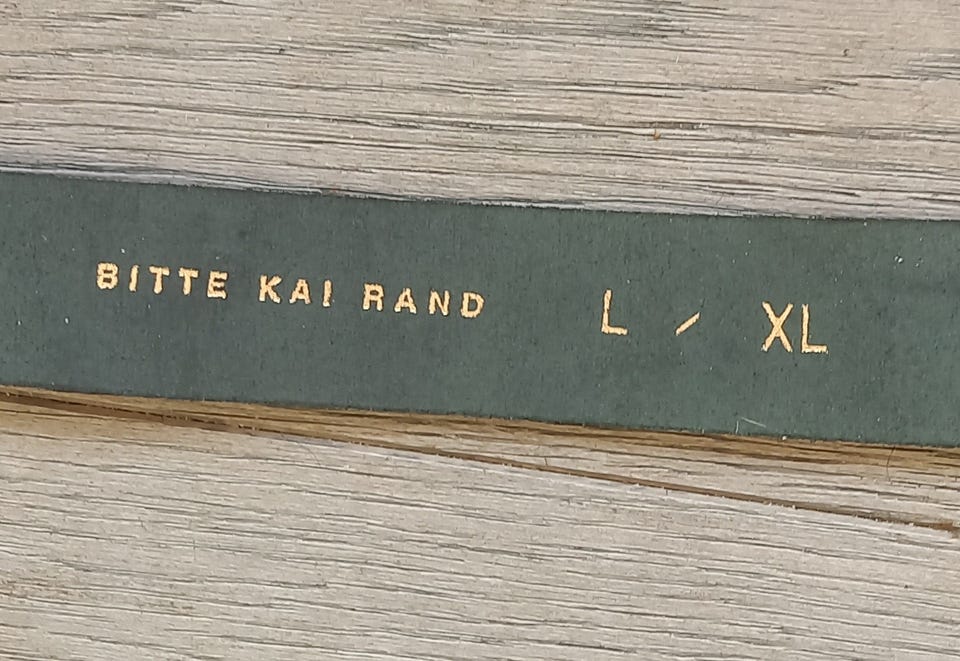 BITTE KAI RAND L / XL